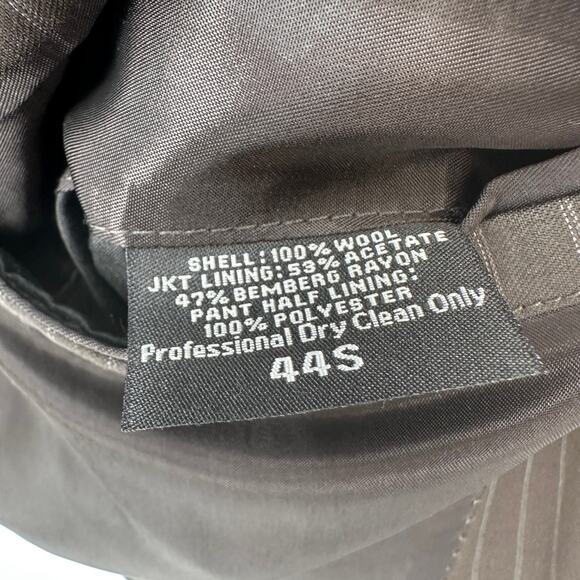 SHELL: 100% WOOL
JKT LINING: 53% ACETATE
47% BEMBERG RAYON
PANT HALF LINING:
100% POLYESTER
Professional Dry Clean Only
44S